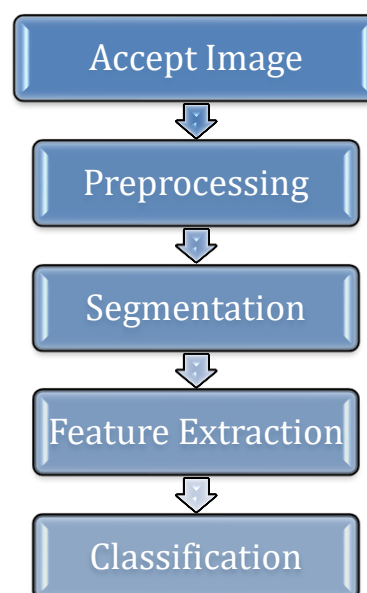 Accept Image
Preprocessing
Segmentation
Feature Extraction
Classification